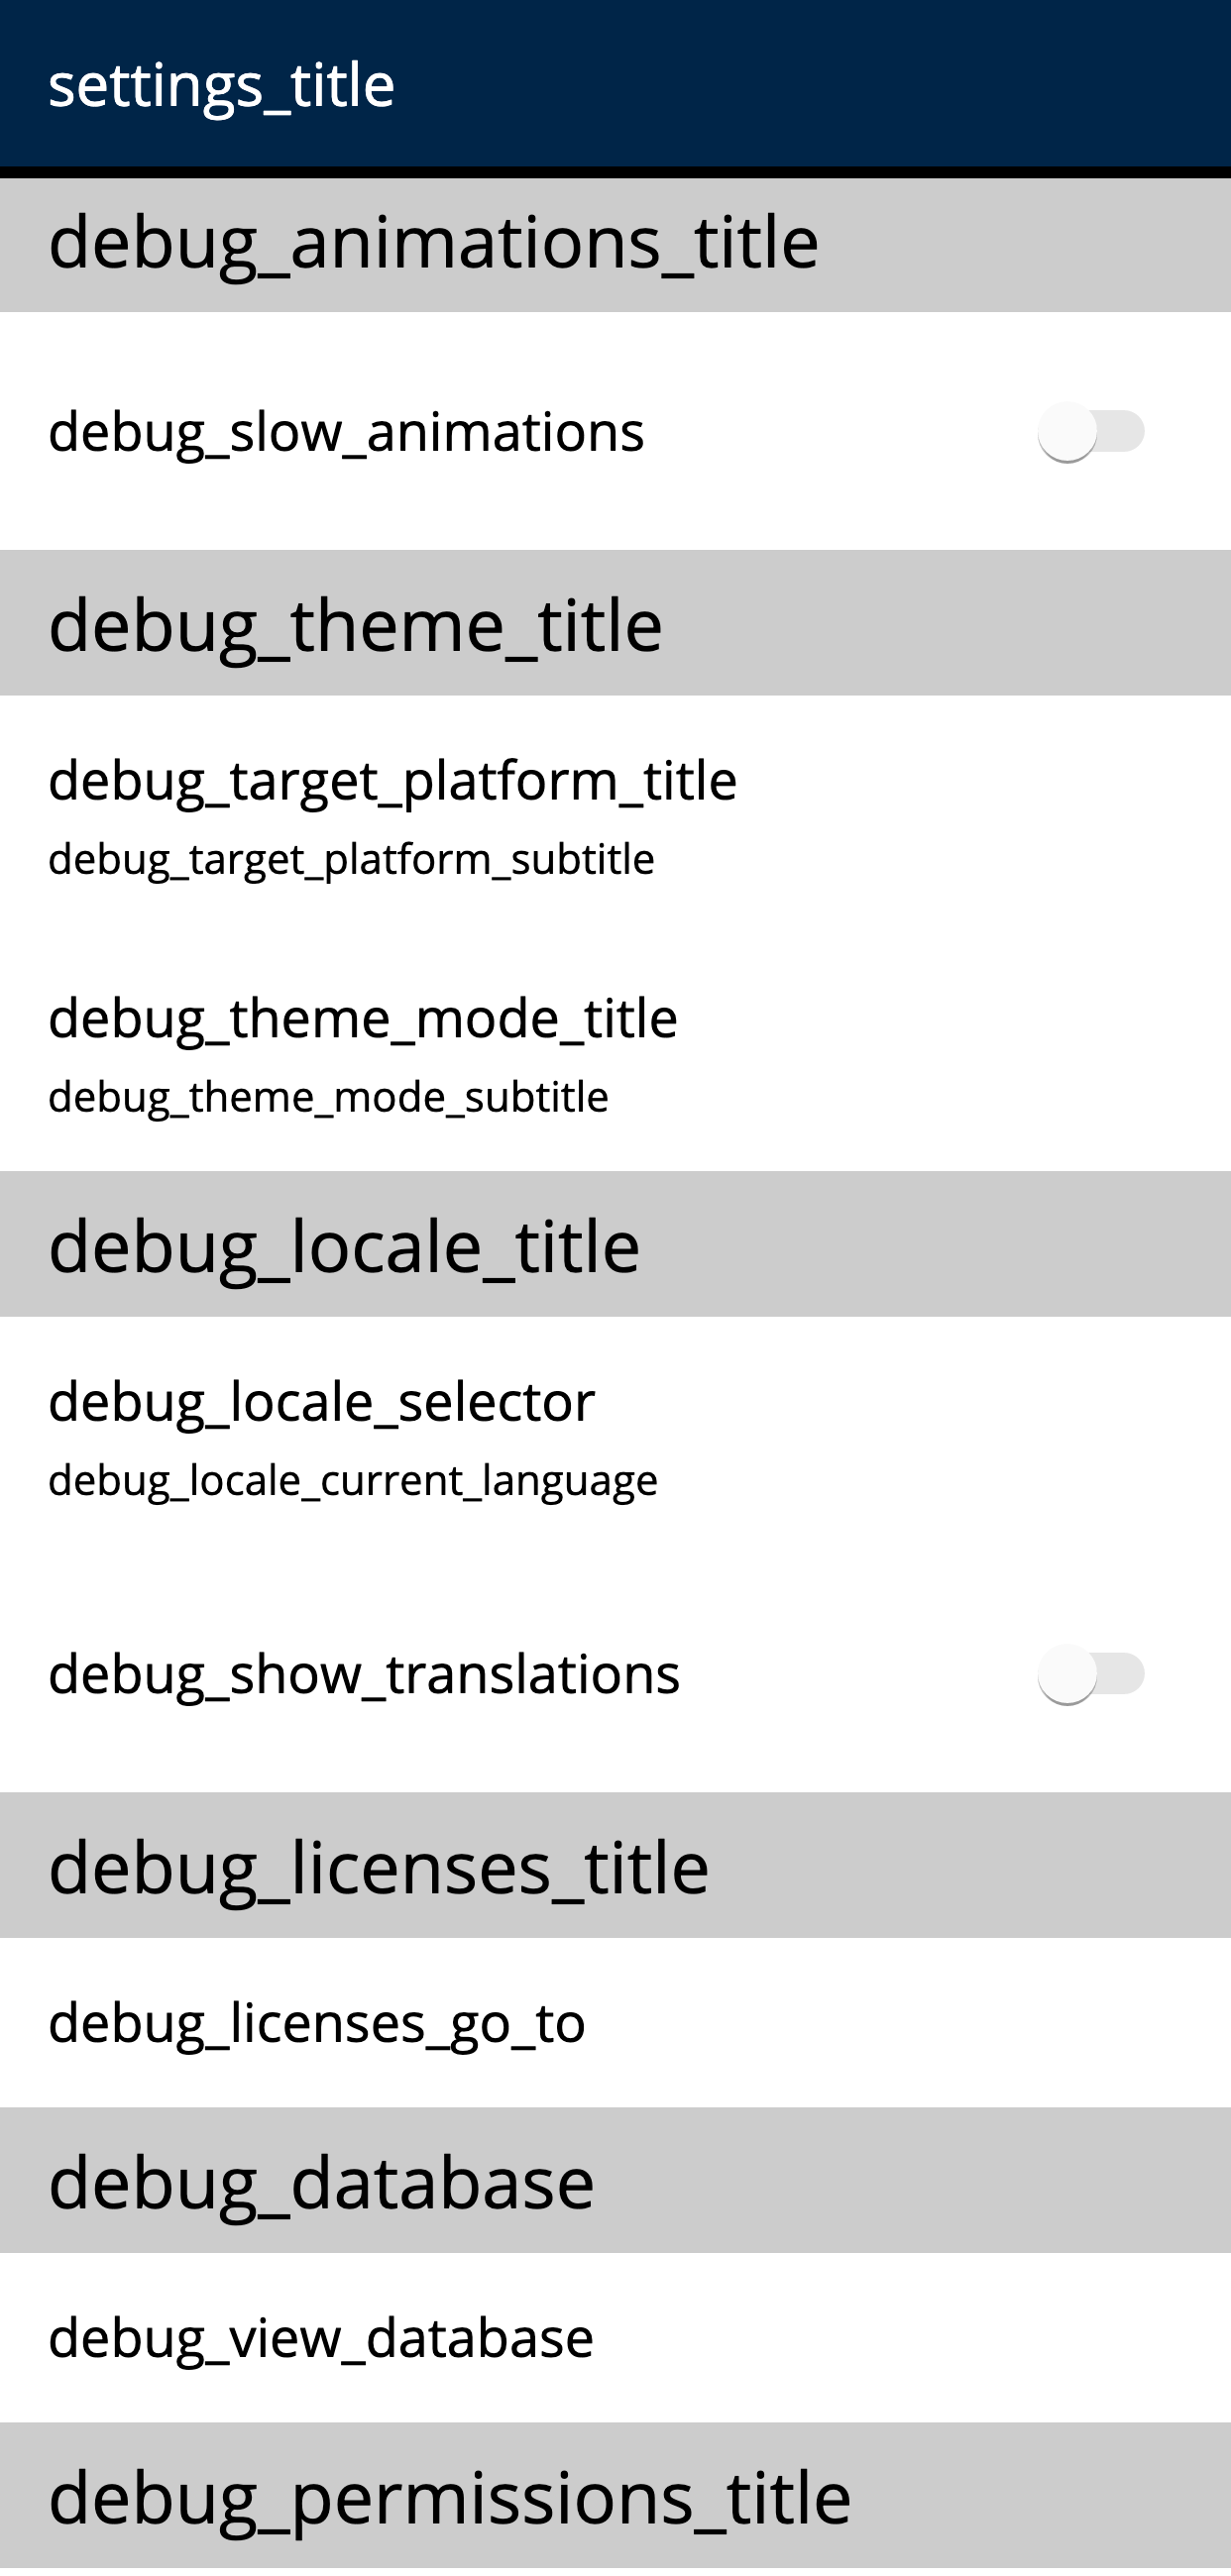 settings_title
debug_animations_title
debug_slow_animations
debug_theme_title
debug_target_platform_title
debug_target_platform_subtitle
debug_theme_mode_title
debug_theme_mode_subtitle
debug_locale_title
debug_locale_selector
debug_locale_current_language
debug_show_translations
debug_licenses_title
debug_licenses_go_to
debug_database
debug_view_database
debug_permissions_title